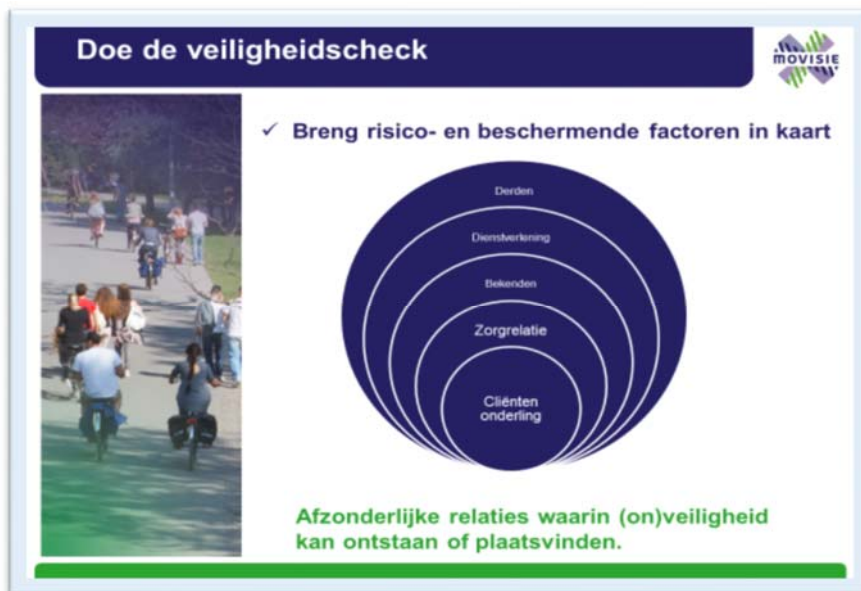 Doe de veiligheidscheck
MOVISIE
✓ Breng risico- en beschermende factoren in kaart
Derden
Dienstverlening
Bekenden
Zorgrelatie
Cliënten
onderling
Afzonderlijke relaties waarin (on)veiligheid
kan ontstaan of plaatsvinden.